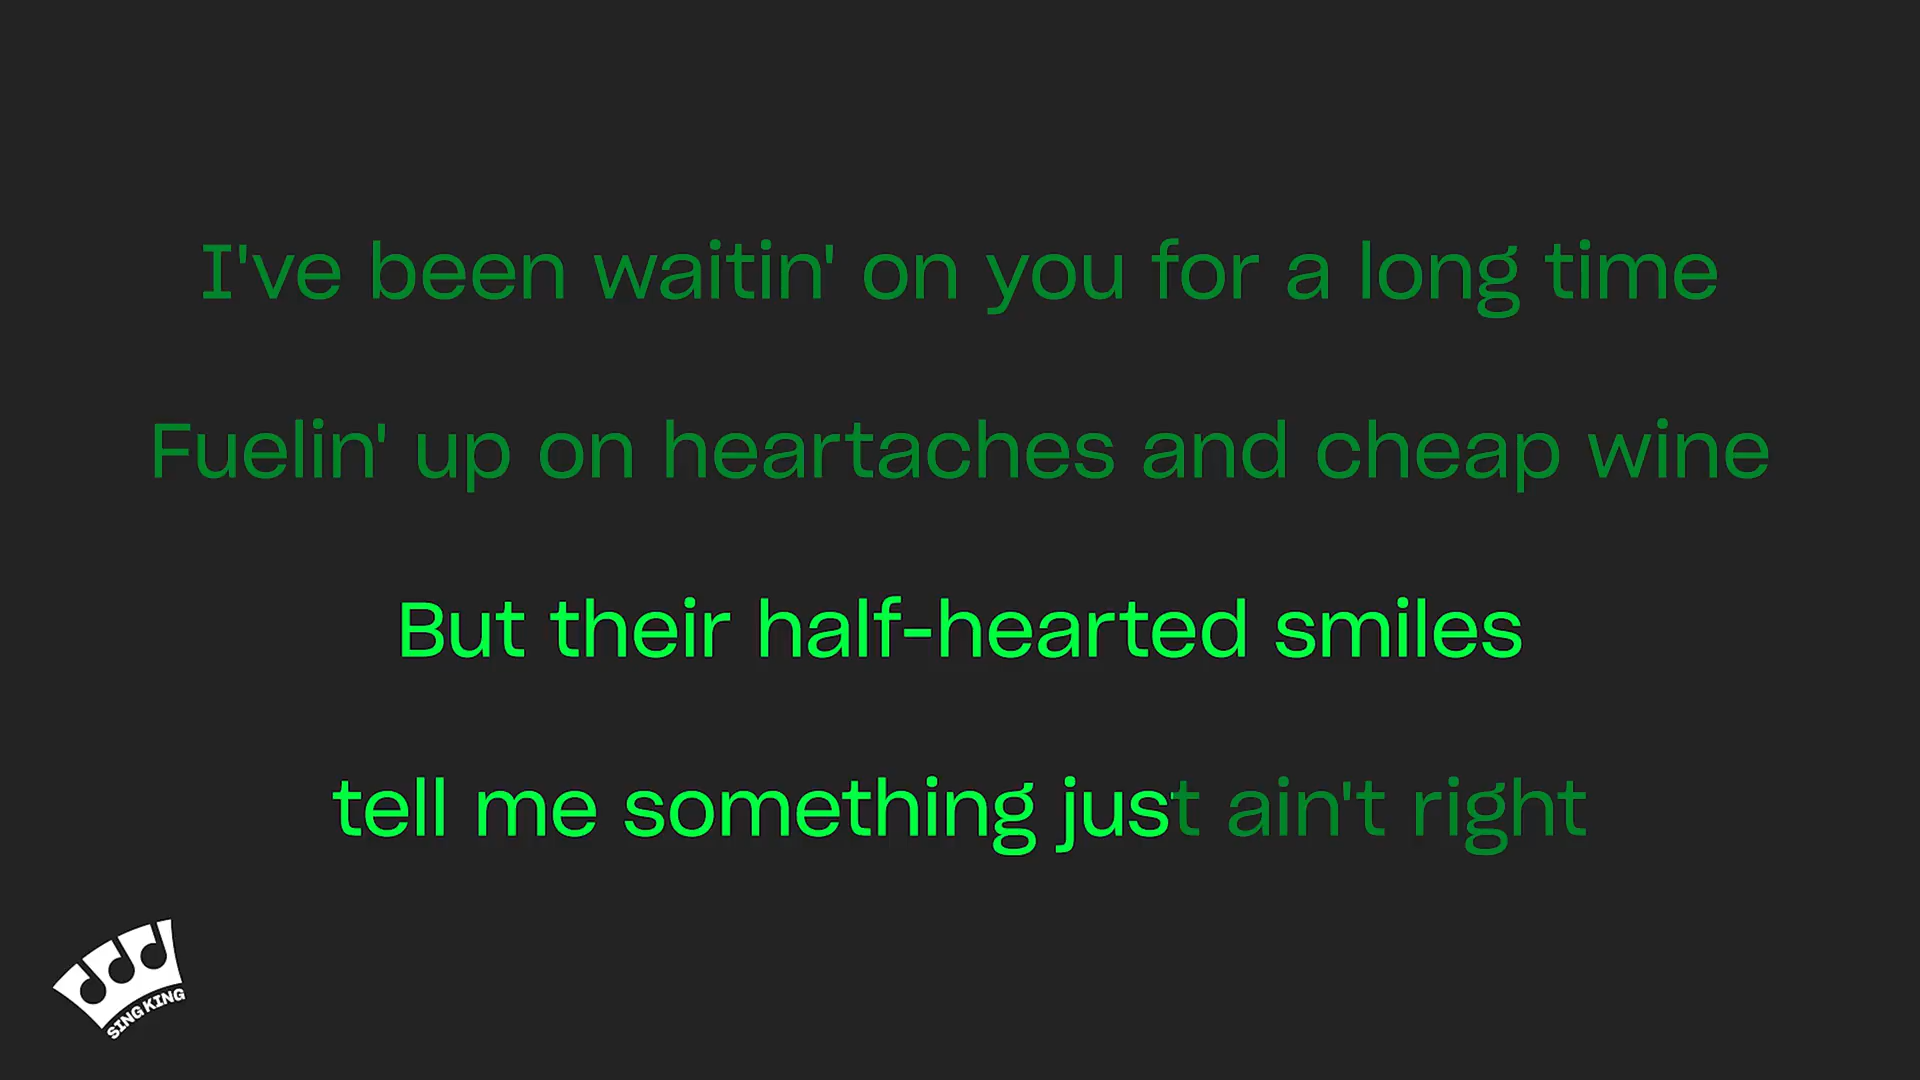 I've been waitin' on you for a long time
Fuelin' up on heartaches and cheap wine
But their half-hearted smiles
tell me something just ain't right
SING KING